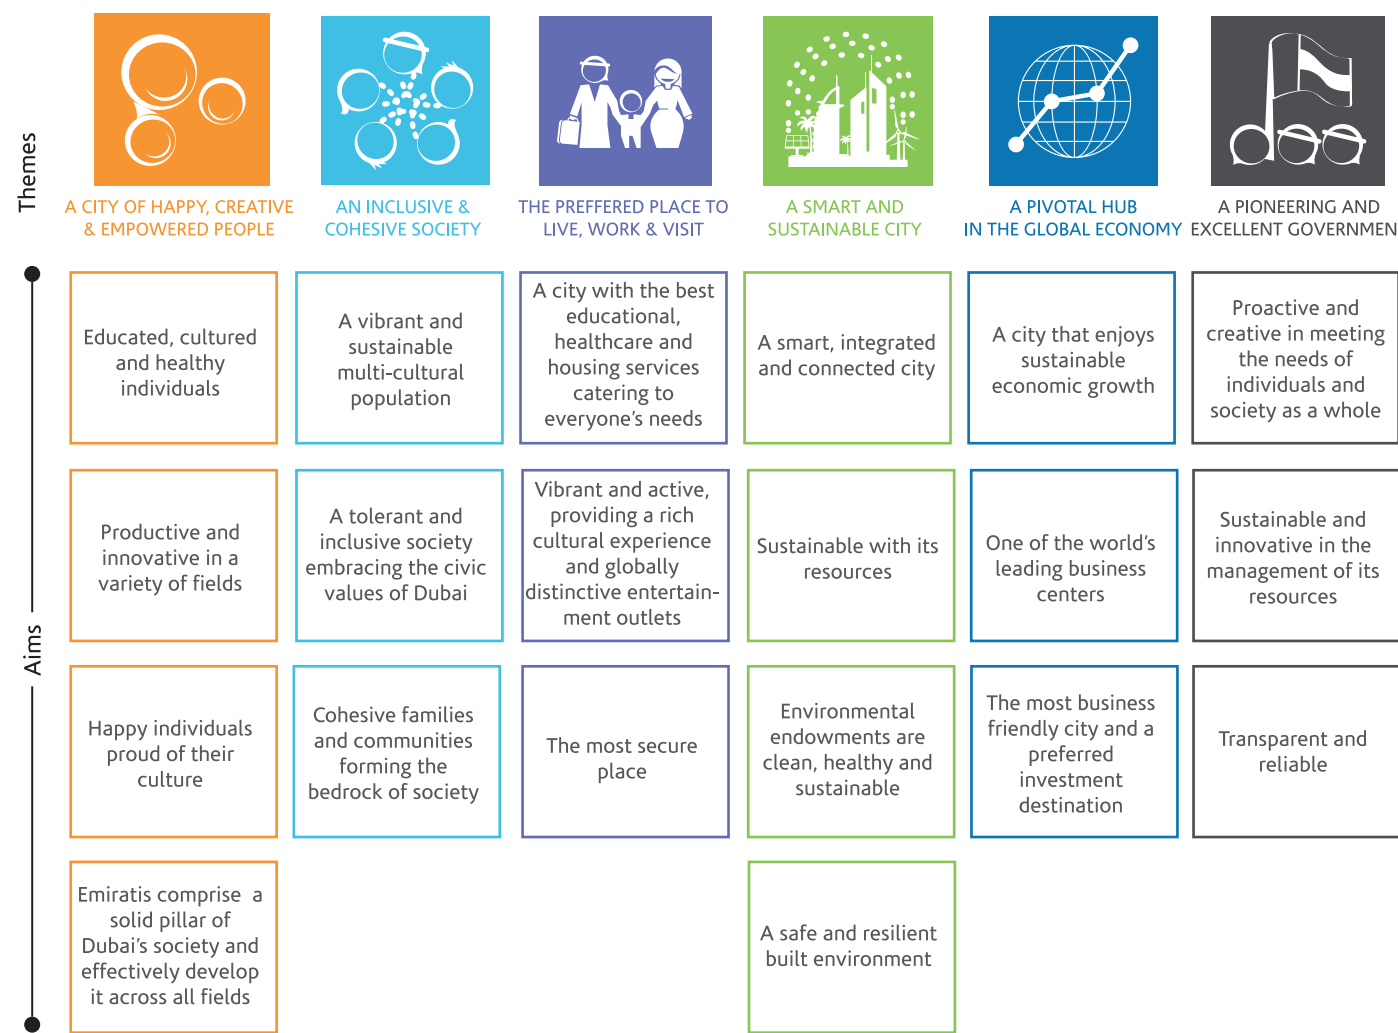 Themes
A CITY OF HAPPY, CREATIVE
& EMPOWERED PEOPLE
AN INCLUSIVE &
COHESIVE SOCIETY
THE PREFFERED PLACE TO
LIVE, WORK & VISIT
A SMART AND
SUSTAINABLE CITY
A PIVOTAL HUB
IN THE GLOBAL ECONOMY
A PIONEERING AND
EXCELLENT GOVERNMEN
Aims
Educated, cultured
and healthy
individuals
A vibrant and
sustainable
multi-cultural
population
A city with the best
educational,
healthcare and
housing services
catering to
everyone’s needs
A smart, integrated
and connected city
A city that enjoys
sustainable
economic growth
Proactive and
creative in meeting
the needs of
individuals and
society as a whole
Productive and
innovative in a
variety of fields
A tolerant and
inclusive society
embracing the civic
values of Dubai
Vibrant and active,
providing a rich
cultural experience
and globally
distinctive entertain-
ment outlets
Sustainable with its
resources
One of the world’s
leading business
centers
Sustainable and
innovative in the
management of its
resources
Happy individuals
proud of their
culture
Cohesive families
and communities
forming the
bedrock of society
The most secure
place
Environmental
endowments are
clean, healthy and
sustainable
The most business
friendly city and a
preferred
investment
destination
Transparent and
reliable
Emiratis comprise a
solid pillar of
Dubai’s society and
effectively develop
it across all fields
A safe and resilient
built environment